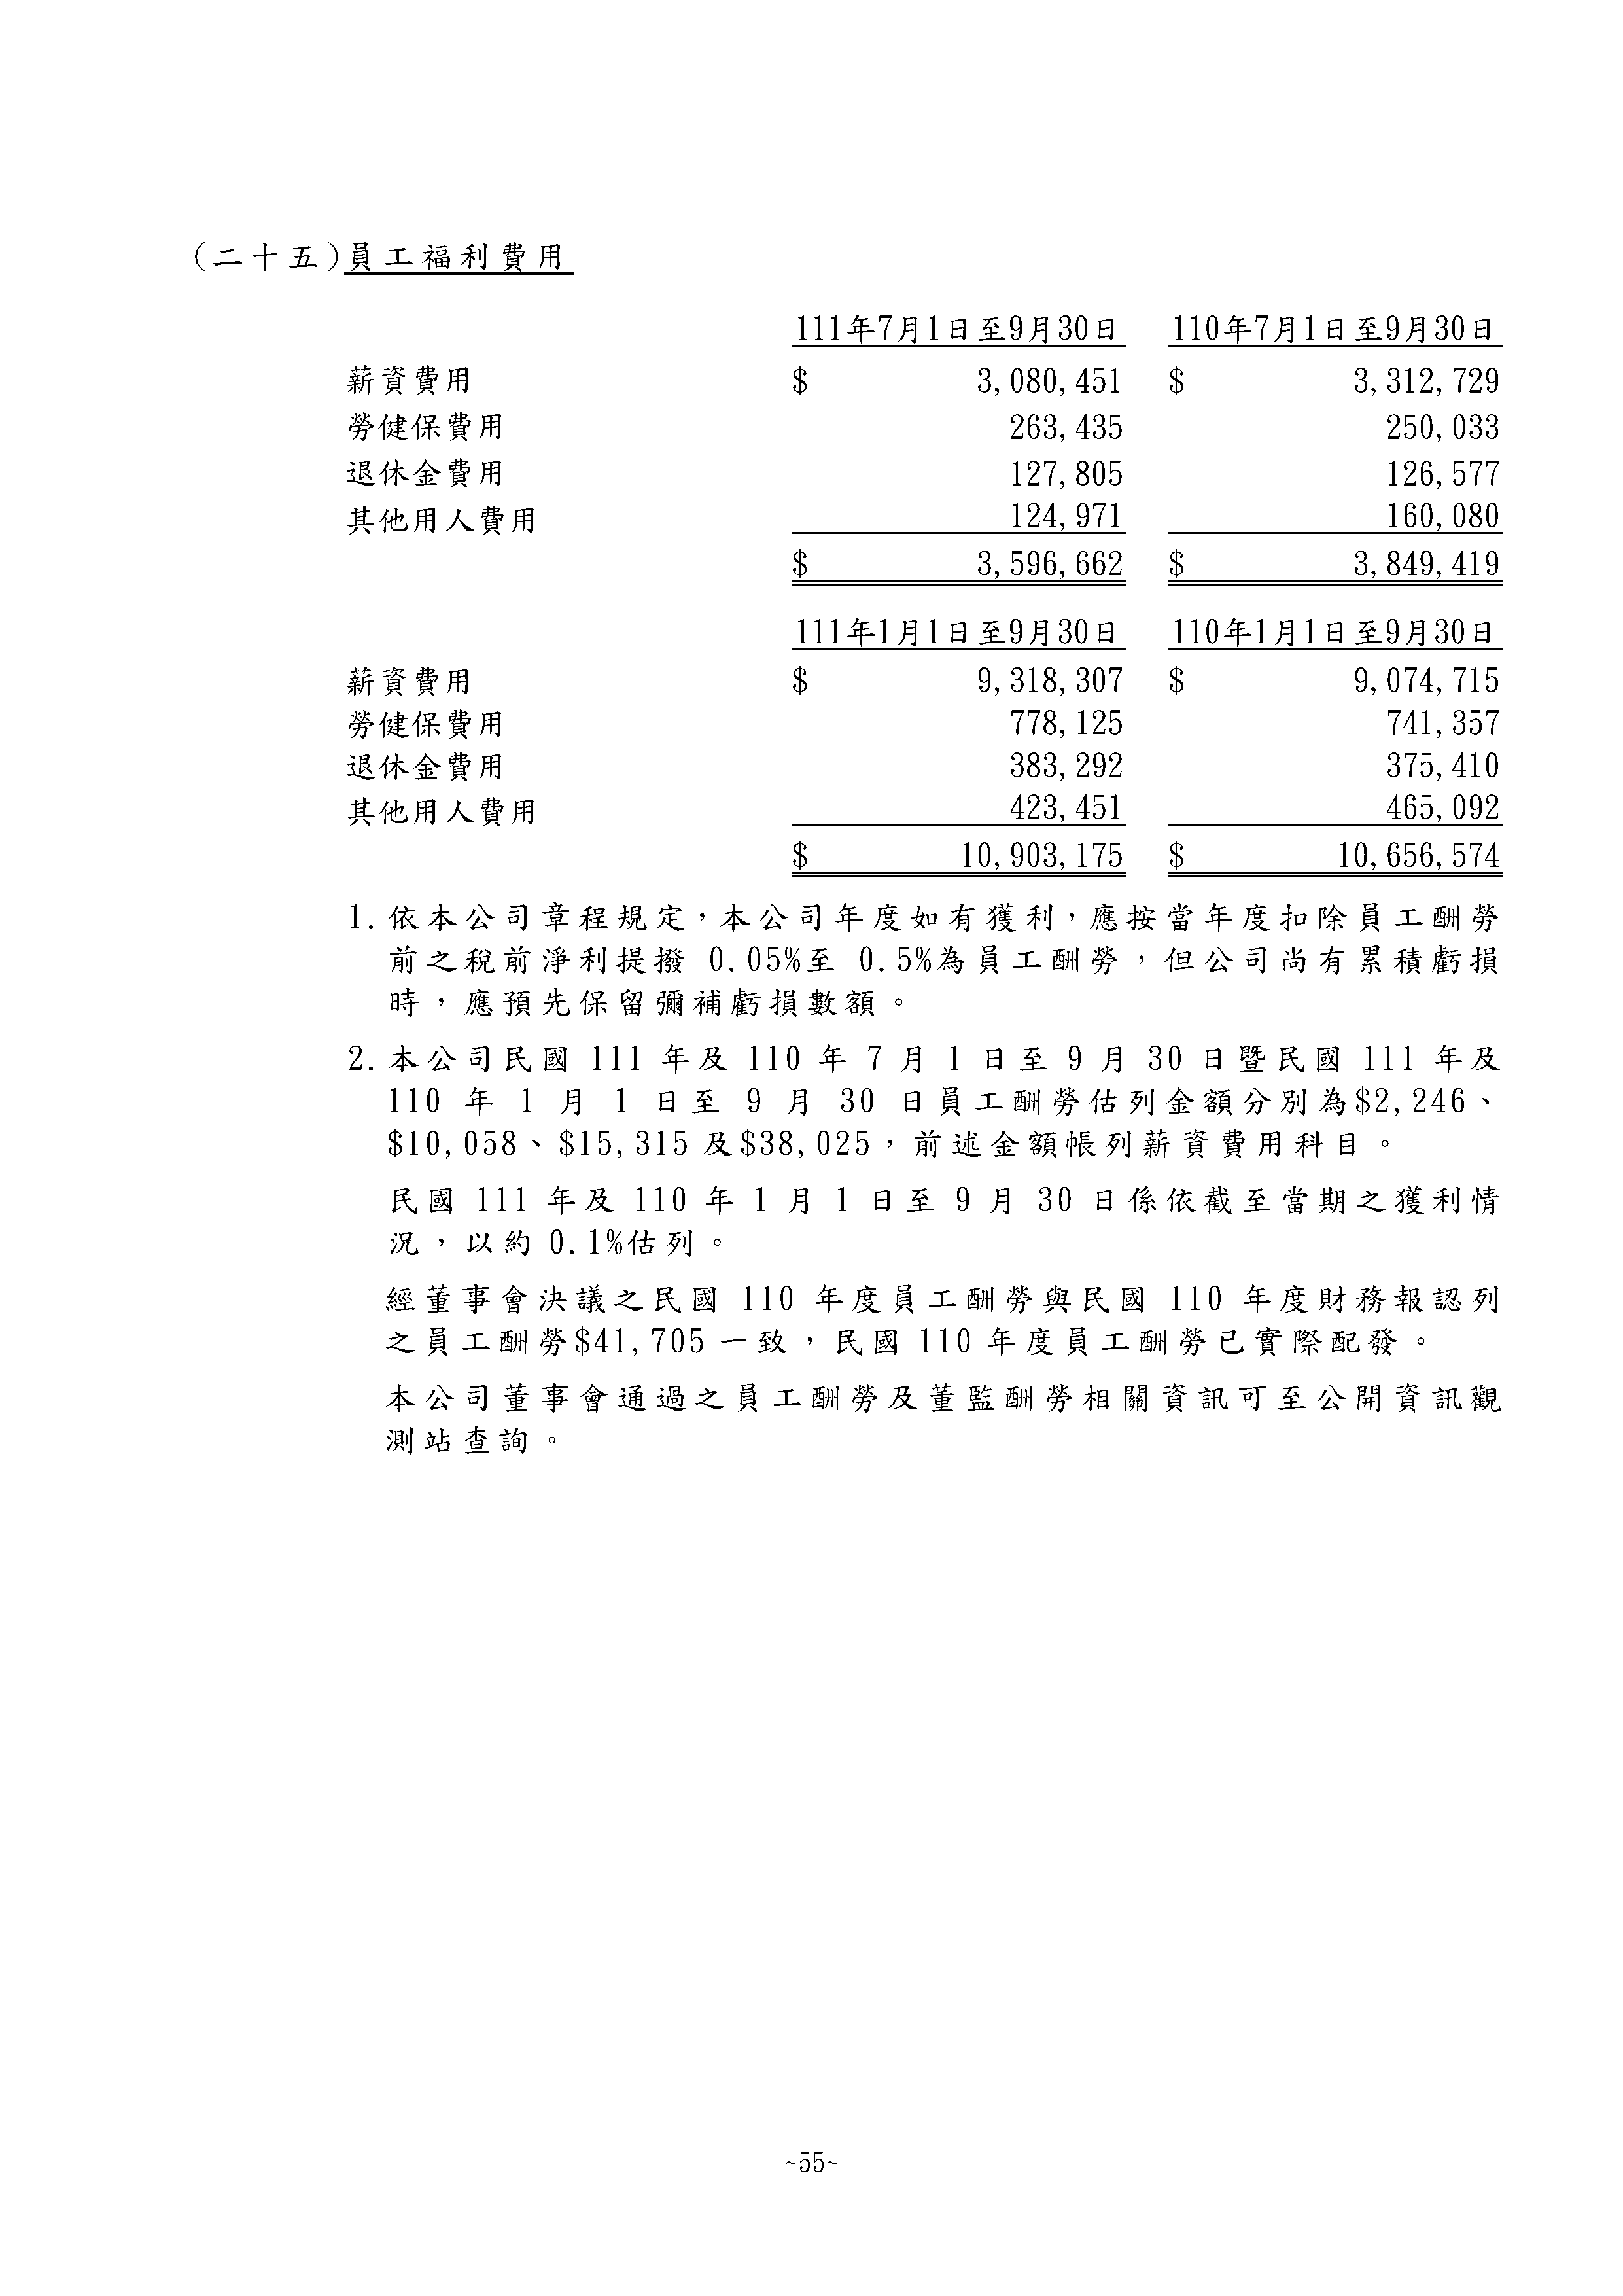 (二十五)員工福利費用
111年7月1日至9月30日 110年7月1日至9月30日
薪資費用 $ 3,080,451 $ 3,312,729
勞健保費用 263,435 250,033
退休金費用 127,805 126,577
其他用人費用 124,971 160,080
$ 3,596,662 $ 3,849,419
111年1月1日至9月30日 110年1月1日至9月30日
薪資費用 $ 9,318,307 $ 9,074,715
勞健保費用 778,125 741,357
退休金費用 383,292 375,410
其他用人費用 423,451 465,092
$ 10,903,175 $ 10,656,574
1.依本公司章程規定，本公司年度如有獲利，應按當年度扣除員工酬勞
前之稅前淨利提撥 0.05%至 0.5%為員工酬勞，但公司尚有累積虧損
時，應預先保留彌補虧損數額。
2.本公司民國 111 年及 110 年 7 月 1 日至 9 月 30 日暨民國 111 年及
110 年 1 月 1 日至 9 月 30 日員工酬勞估列金額分別為$2,246、
$10,058、$15,315 及$38,025，前述金額帳列薪資費用科目。
民國 111 年及 110 年 1 月 1 日至 9 月 30 日係依截至當期之獲利情
況，以約 0.1%估列。
經董事會決議之民國 110 年度員工酬勞與民國 110 年度財務報認列
之員工酬勞$41,705 一致，民國 110 年度員工酬勞已實際配發。
本公司董事會通過之員工酬勞及董監酬勞相關資訊可至公開資訊觀
測站查詢。
~55~